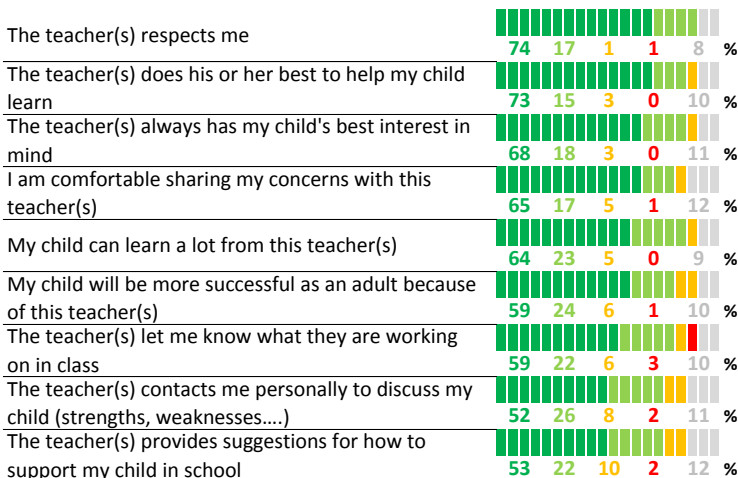 The teacher(s) respects me
74 17 1 1 8 %
The teacher(s) does his or her best to help my child
learn
73 15 3 0 10 %
The teacher(s) always has my child's best interest in
mind
68 18 3 0 11 %
I am comfortable sharing my concerns with this
teacher(s)
65 17 5 1 12 %
My child can learn a lot from this teacher(s)
64 23 5 0 9 %
My child will be more successful as an adult because
of this teacher(s)
59 24 6 1 10 %
The teacher(s) let me know what they are working
on in class
59 22 6 3 10 %
The teacher(s) contacts me personally to discuss my
child (strengths, weaknesses....)
52 26 8 2 11 %
The teacher(s) provides suggestions for how to
support my child in school
53 22 10 2 12 %